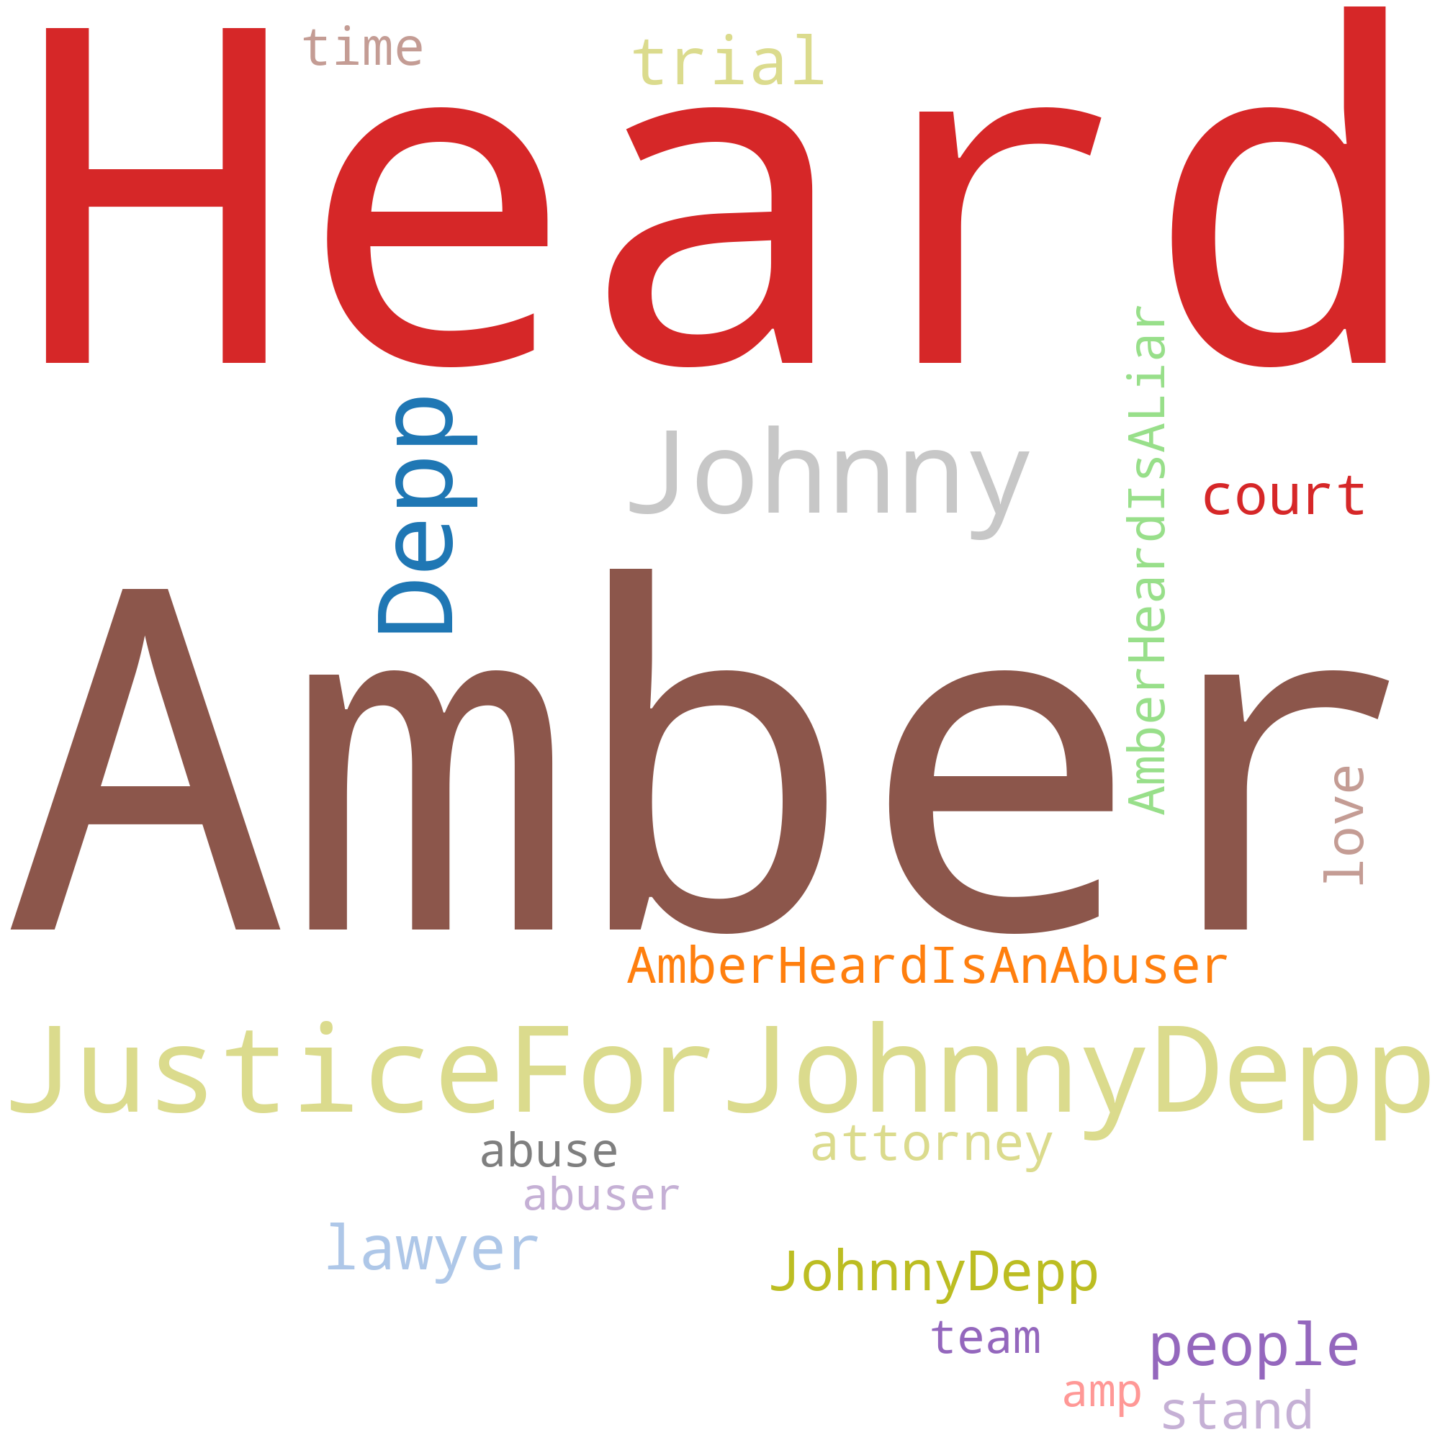 time
trial
Heard
Depp
Johnny
AmberHeardIsALiar
court
Amber
love
AmberHeardIsAnAbuser
JusticeForJohnnyDepp
abuse
attorney
abuser
lawyer
JohnnyDepp
team
people
amp
stand